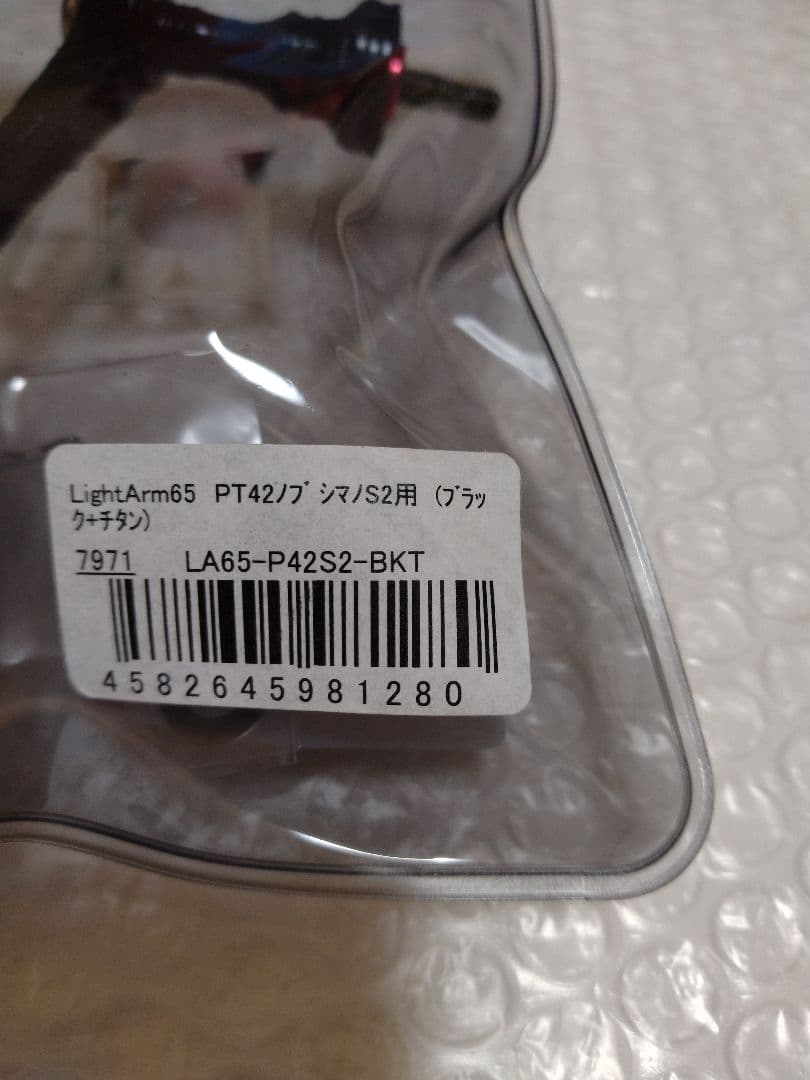 LightArm65 PT42ﾉﾌﾞ ｼﾏﾉS2用 (ﾌﾞﾗｯ
ｸ+ﾁﾀﾝ)
7971 LA65-P42S2-BKT
4582645981280